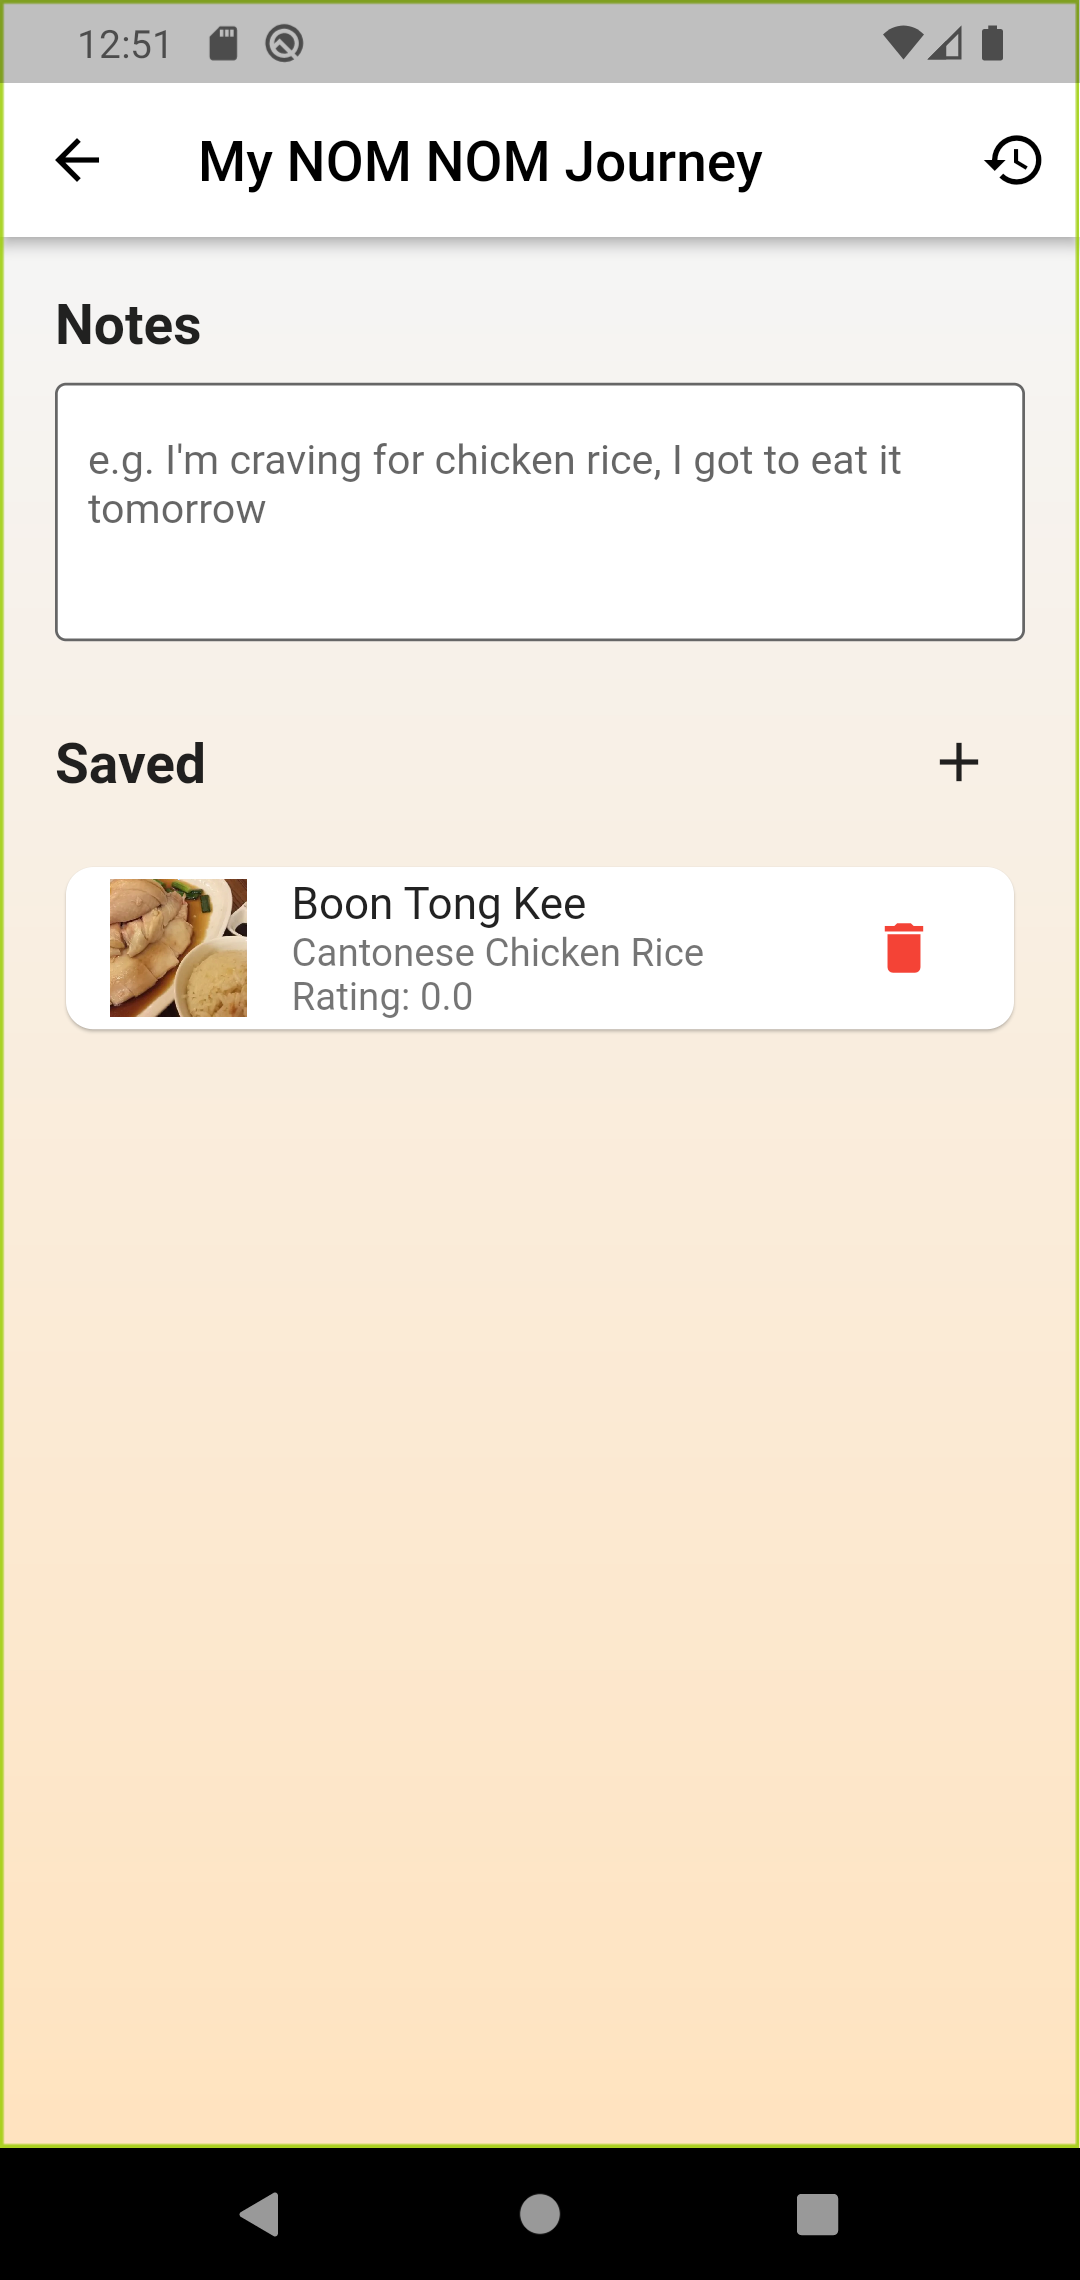 12:51
My NOM NOM Journey
Notes
e.g. I'm craving for chicken rice, I got to eat it
tomorrow
Saved
Boon Tong Kee
Cantonese Chicken Rice
Rating: 0.0